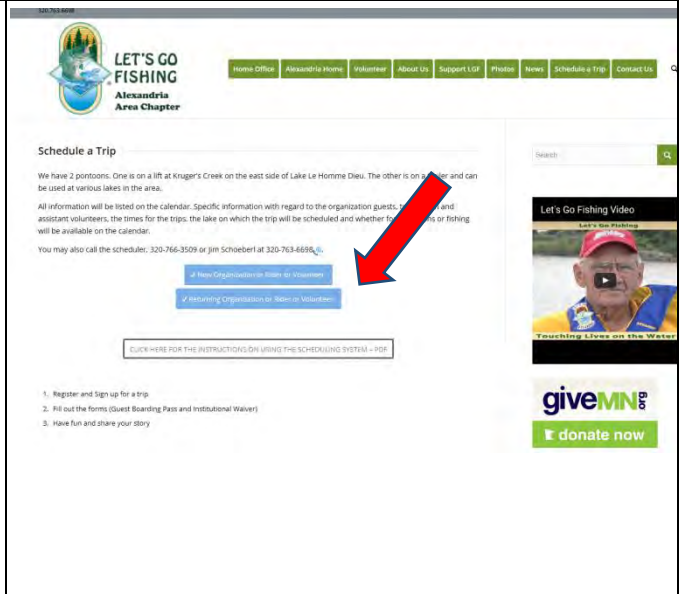 320.763.6698
LET'S GO
FISHING
Alexandria
Area Chapter
Home Office Alexandria Home Volunteer About Us Support LGF Photos News Schedule a Trip Contact Us
Schedule a Trip
We have 2 pontoons. One is on a lift at Kruger's Creek on the east side of Lake Le Homme Dieu. The other is on a and can
be used at various lakes in the area.
All information will be listed on the calendar. Specific information with regard to the organization guests, and
assistant volunteers, the times for the trips, the lake on which the trip will be scheduled and whether or fishing
will be available on the calendar.
You may also call the scheduler, 320-766-3509 or Jim Schoeberl at 320-763-6698
✓ New Organization or Rider or Volunteer
✓ Returning Organization or Rider or Volunteer
CLICK HERE FOR THE INSTRUCTIONS ON USING THE SCHEDULING SYSTEM – PDF
1. Register and Sign up for a trip
2. Fill out the forms (Guest Boarding Pass and Institutional Waiver)
3. Have fun and share your story
Search
Let's Go Fishing Video
Let's Go Fishing
Touching Lives on the Water
giveMN.org
donate now